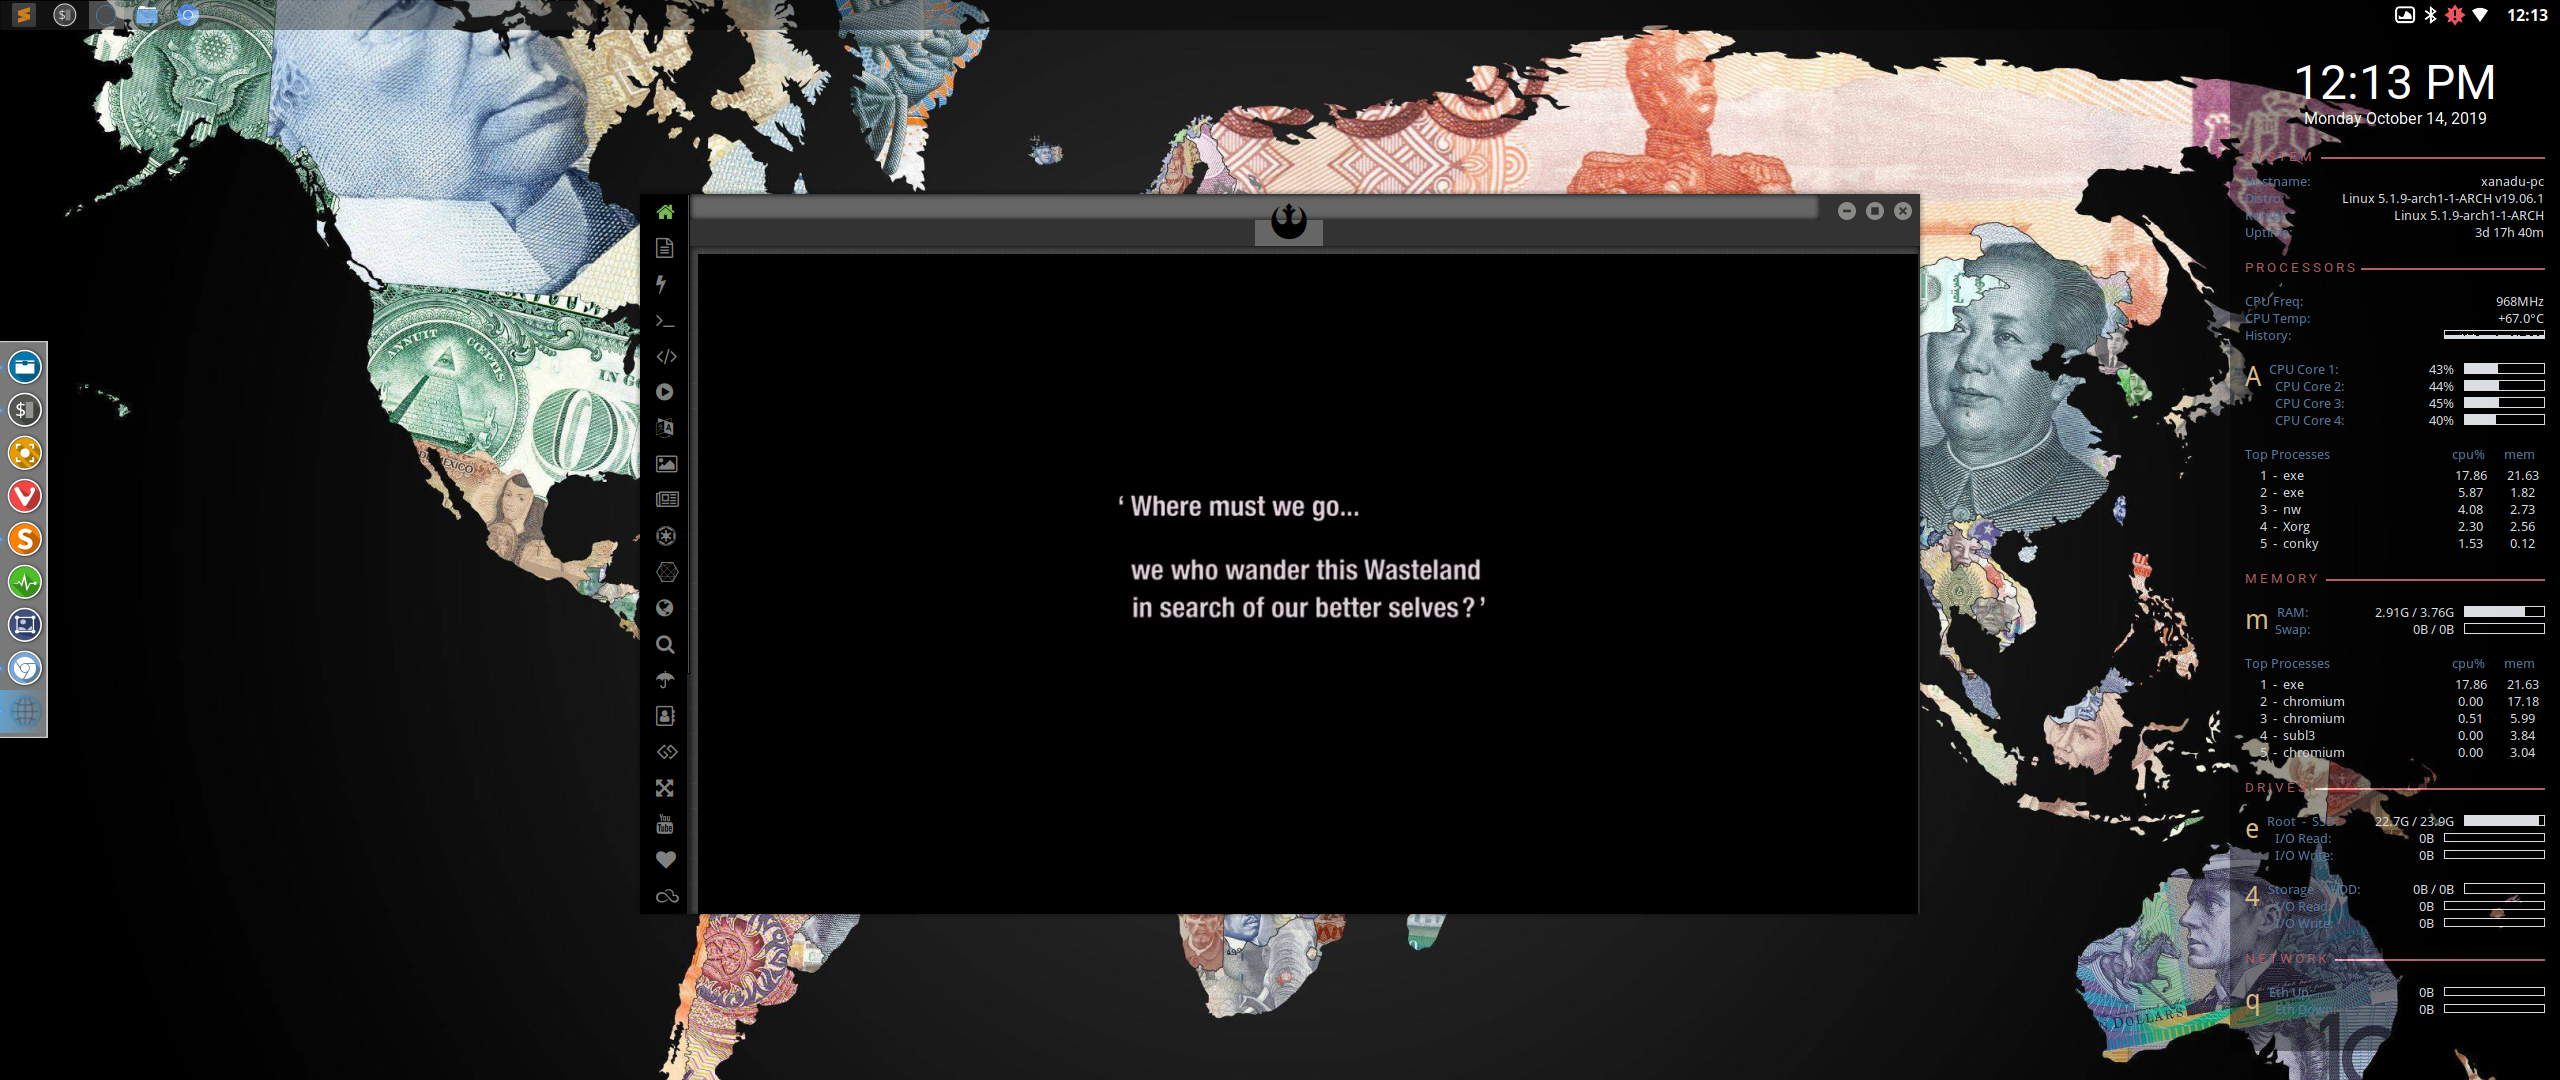 12:13
12:13 PM
Monday October 14, 2019
SYSTEM
Hostname: xanadu-pc
Distro: Linux 5.1.9-arch1-1-ARCH v19.06.1
Linux 5.1.9-arch1-1-ARCH
Uptime: 3d 17h 40m
PROCESSORS
CPU Freq: 968MHz
CPU Temp: +67.0°C
History:
A CPU Core 1: 43%
CPU Core 2: 44%
CPU Core 3: 45%
CPU Core 4: 40%
Top Processes cpu% mem
1 - exe 17.86 21.63
2 - exe 5.87 1.82
3 - nw 4.08 2.73
4 - Xorg 2.30 2.56
5 - conky 1.53 0.12
MEMORY
m RAM: 2.91G / 3.76G
Swap: 0B / 0B
Top Processes cpu% mem
1 - exe 17.86 21.63
2 - chromium 0.00 17.18
3 - chromium 0.51 5.99
4 - subl3 0.00 3.84
5 - chromium 0.00 3.04
DRIVES
e Root - SSD: 22.7G / 23.9G
I/O Read: 0B
I/O Write: 0B
4 Storage HDD: 0B / 0B
I/O Read: 0B
I/O Write: 0B
NETWORK
q Eth Up: 0B
Eth Down: 0B
‘ Where must we go...
we who wander this Wasteland
in search of our better selves ? ’
You
Tube
ANNUIT CŒPTIS
IN GO
MEXICO
DOLLARS
10